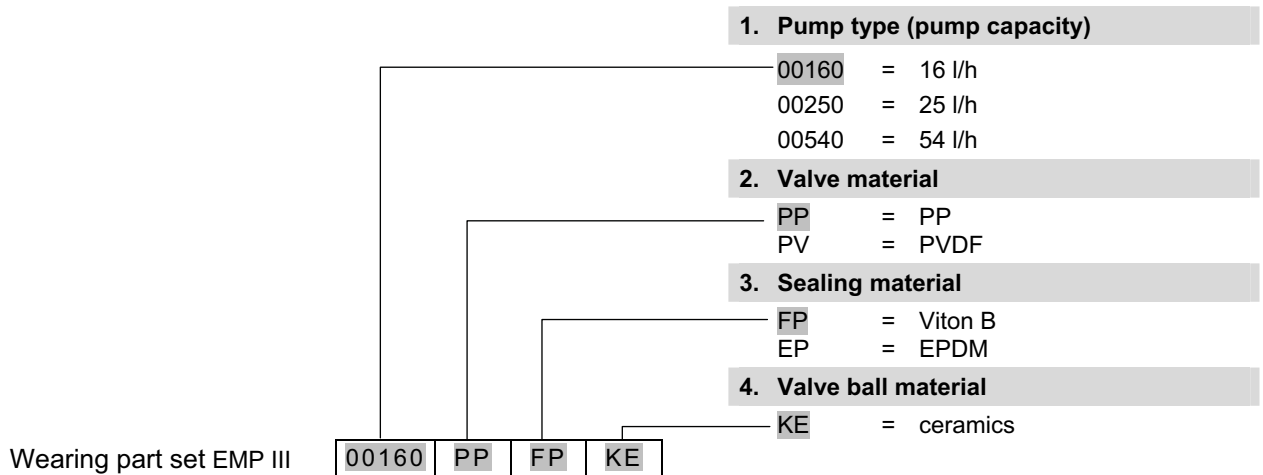 1. Pump type (pump capacity)
00160 = 16 l/h
00250 = 25 l/h
00540 = 54 l/h
2. Valve material
PP = PP
PV = PVDF
3. Sealing material
FP = Viton B
EP = EPDM
4. Valve ball material
KE = ceramics
Wearing part set EMP III 00160 PP FP KE